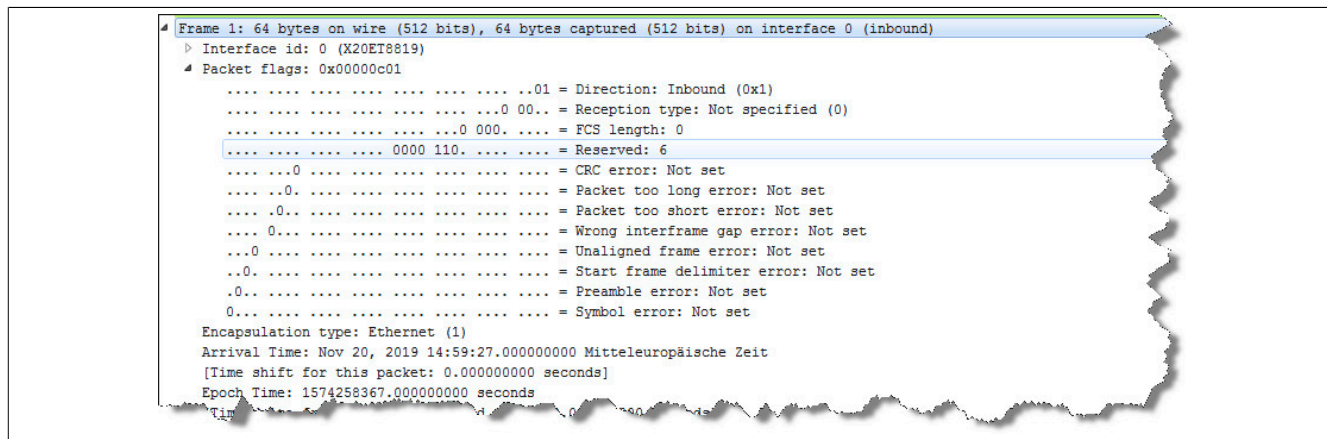 Frame 1: 64 bytes on wire (512 bits), 64 bytes captured (512 bits) on interface 0 (inbound)
Interface id: 0 (X20ET8819)
Packet flags: 0x00000c01
.... .... .... .... .... .... .... ..01 = Direction: Inbound (0x1)
.... .... .... .... .... .... ...0 00.. = Reception type: Not specified (0)
.... .... .... .... .... ...0 000. .... = FCS length: 0
.... .... .... .... 0000 110. .... .... = Reserved: 6
.... ...0 .... .... .... .... .... .... = CRC error: Not set
.... ..0. .... .... .... .... .... .... = Packet too long error: Not set
.... .0.. .... .... .... .... .... .... = Packet too short error: Not set
.... 0... .... .... .... .... .... .... = Wrong interframe gap error: Not set
...0 .... .... .... .... .... .... .... = Unaligned frame error: Not set
..0. .... .... .... .... .... .... .... = Start frame delimiter error: Not set
.0.. .... .... .... .... .... .... .... = Preamble error: Not set
0... .... .... .... .... .... .... .... = Symbol error: Not set
Encapsulation type: Ethernet (1)
Arrival Time: Nov 20, 2019 14:59:27.000000000 Mitteleuropäische Zeit
[Time shift for this packet: 0.000000000 seconds]
Epoch Time: 1574258367.000000000 seconds